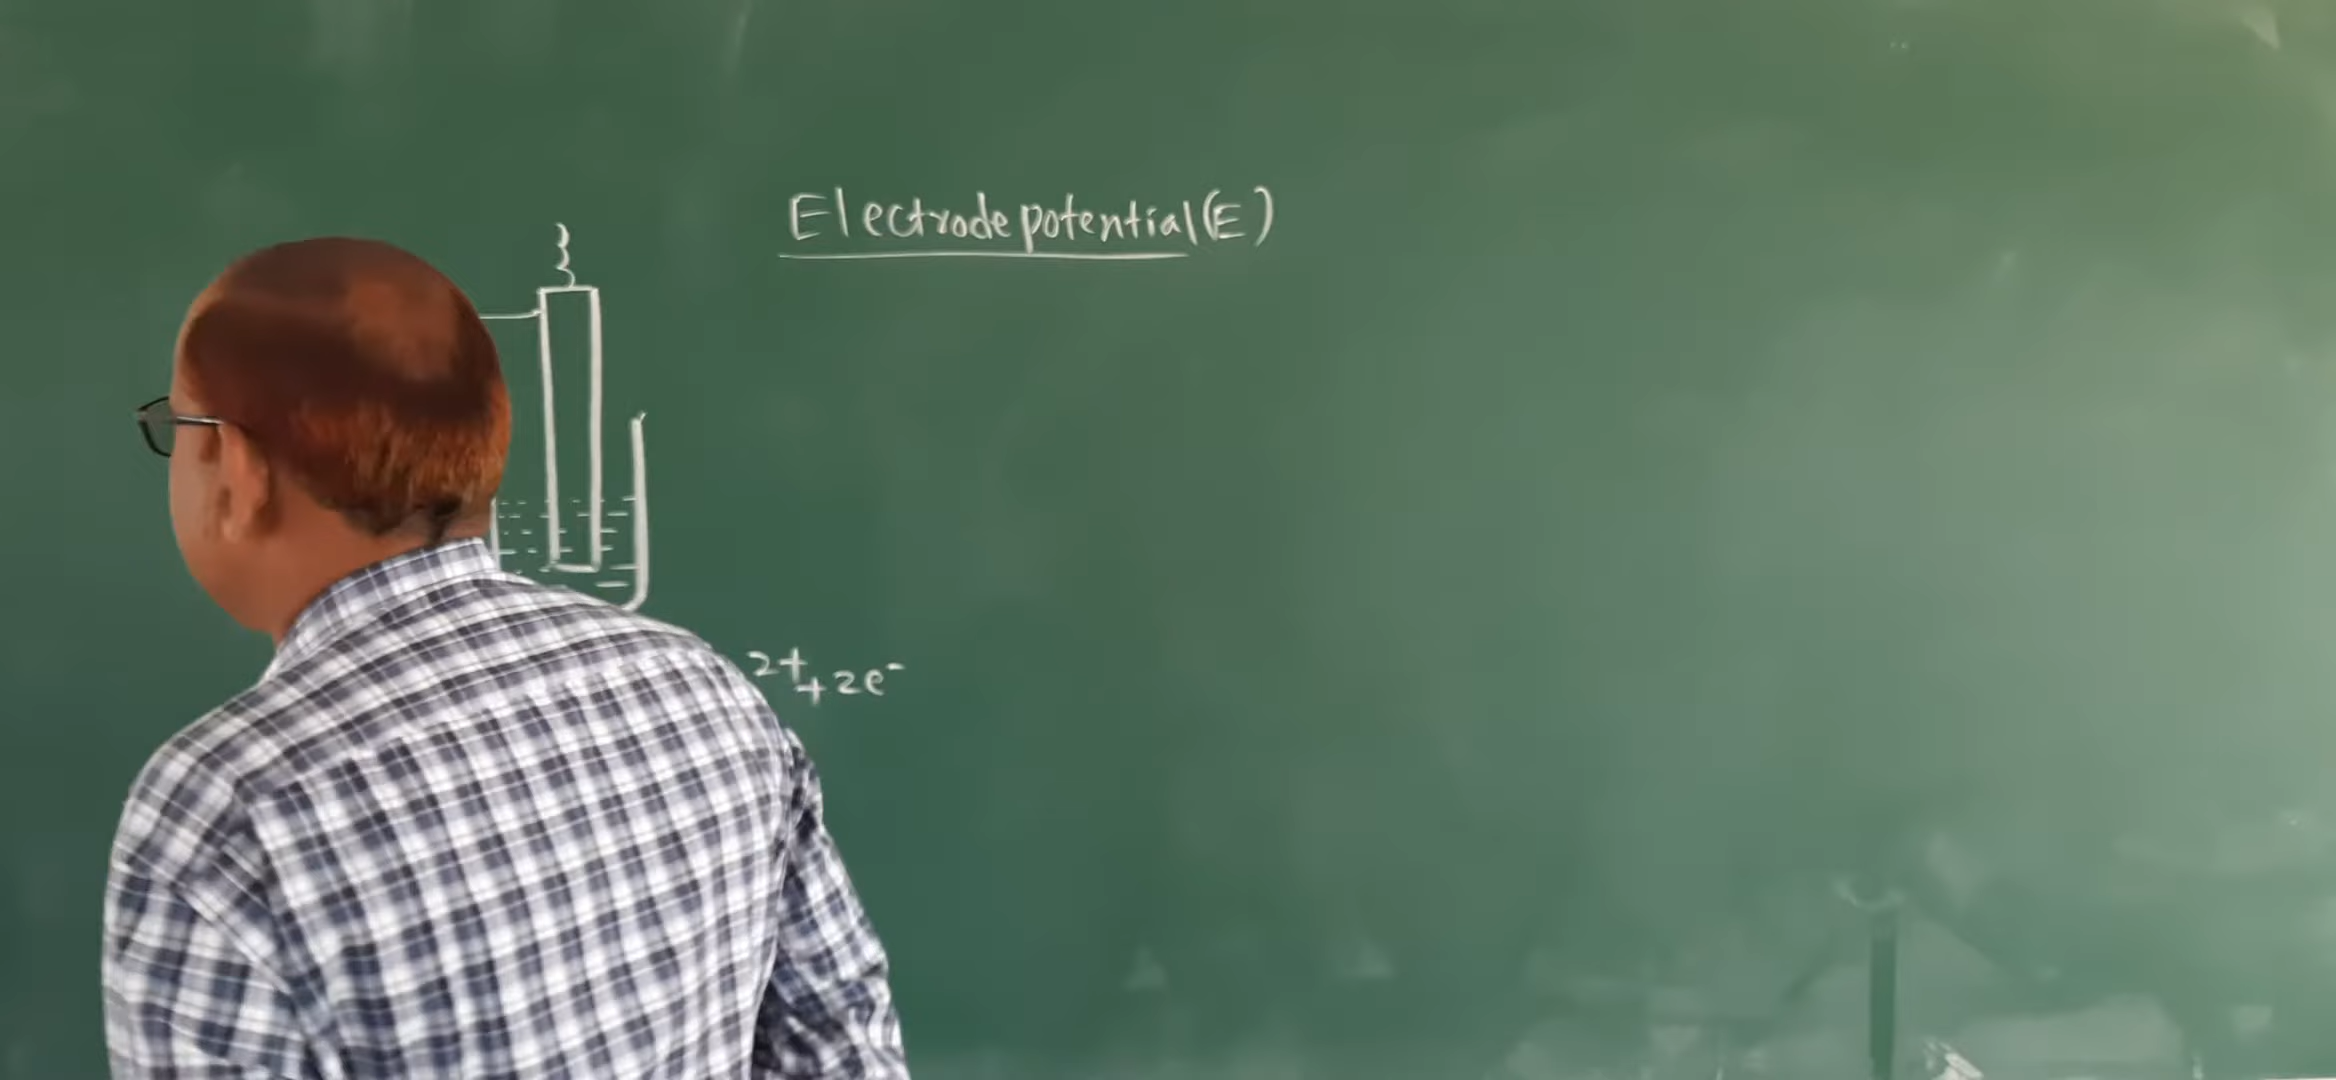 Electrode potential (E)
2+ + 2e⁻